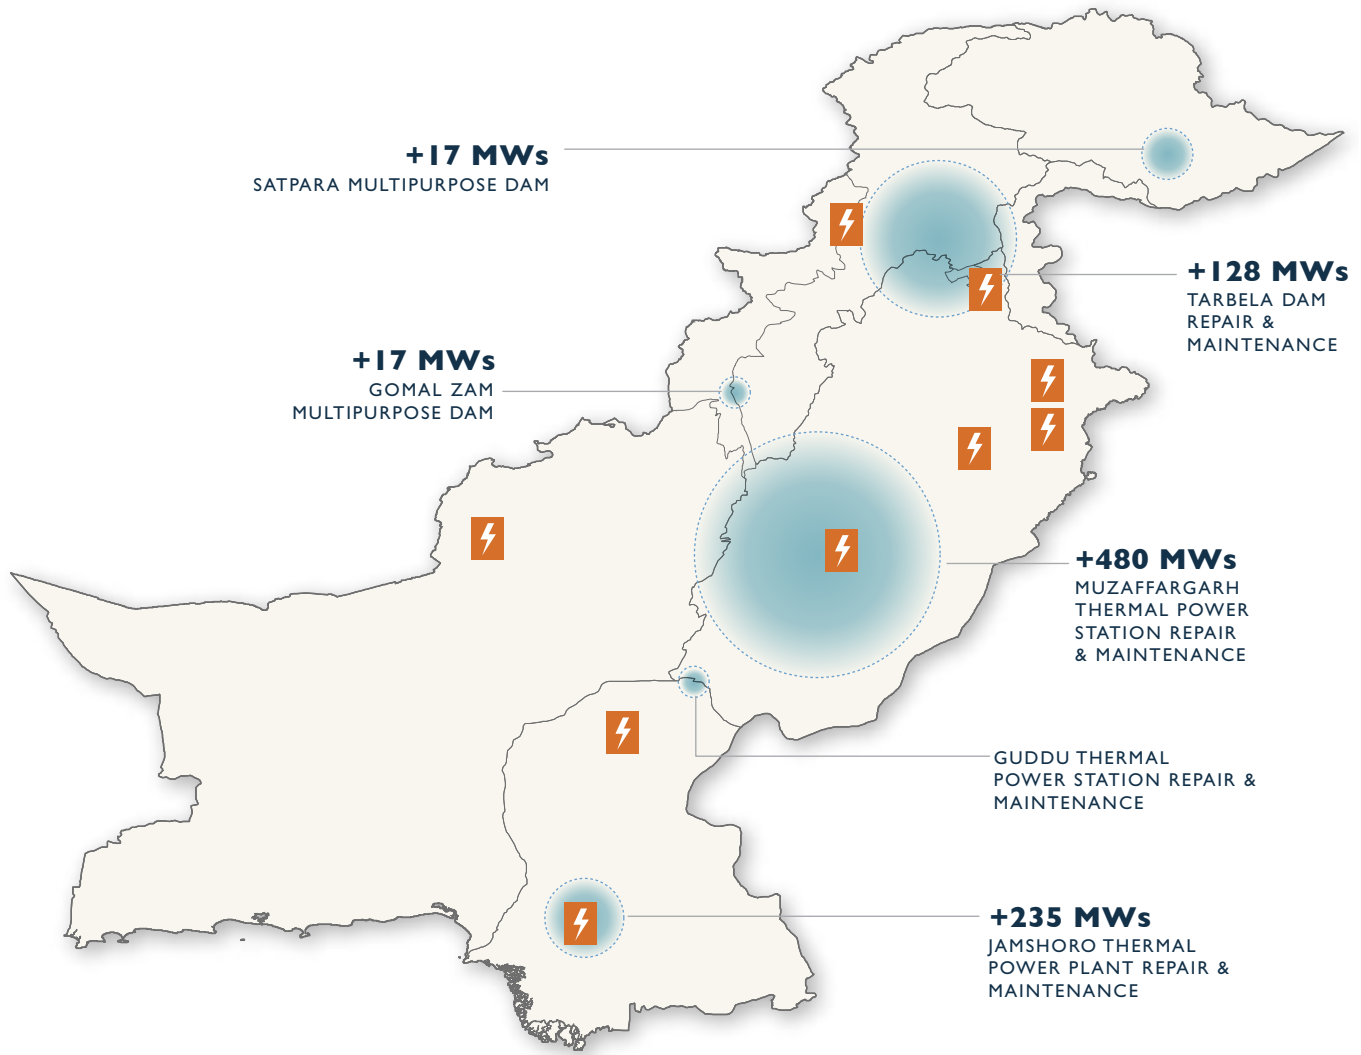 +17 MWs
SATPARA MULTIPURPOSE DAM
+128 MWs
TARBELA DAM
REPAIR &
MAINTENANCE
+17 MWs
GOMAL ZAM
MULTIPURPOSE DAM
+480 MWs
MUZAFFARGARH
THERMAL POWER
STATION REPAIR
& MAINTENANCE
GUDDU THERMAL
POWER STATION REPAIR &
MAINTENANCE
+235 MWs
JAMSHORO THERMAL
POWER PLANT REPAIR &
MAINTENANCE